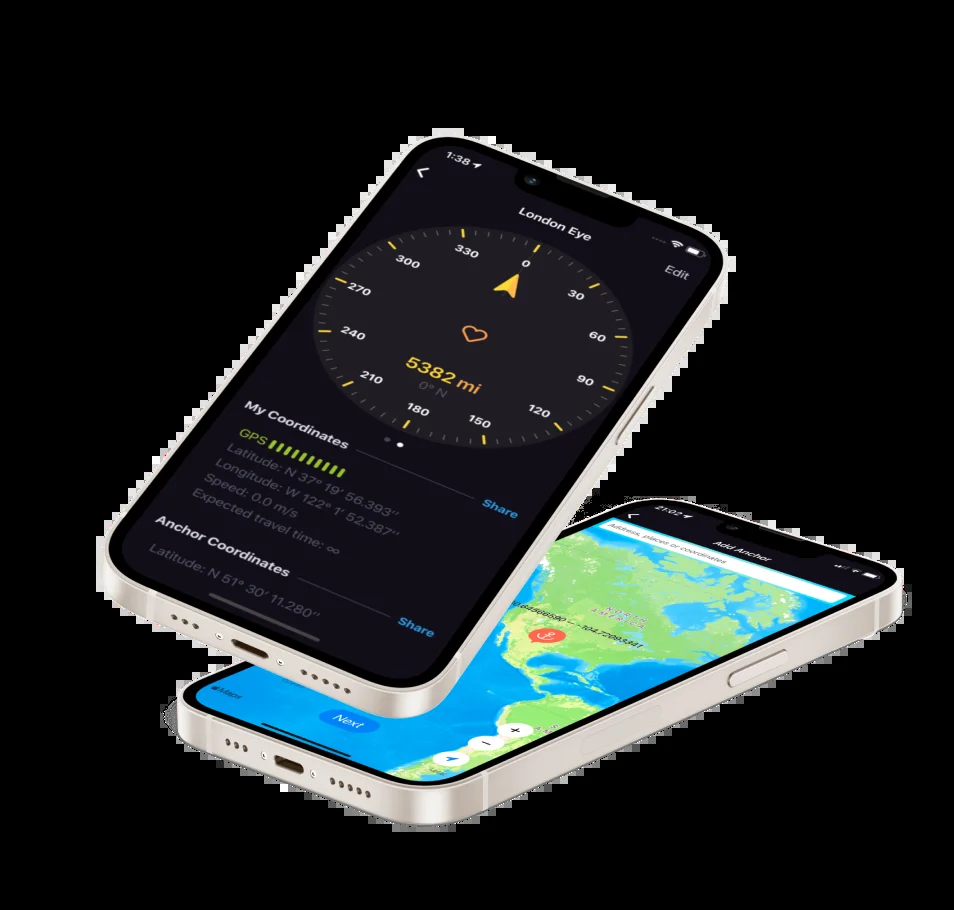 1:38
London Eye
Edit
330
0
30
300
60
270
90
240
120
210
150
180
5382 mi
0° N
My Coordinates
GPS
Share
Latitude: N 37° 19' 56.393''
Longitude: W 122° 1' 52.387''
Speed: 0.0 m/s
Expected travel time: ∞
Anchor Coordinates
Share
Latitude: N 51° 30' 11.280''
21:02
Add Anchor
Address, places or coordinates
NORTH
AMERICA
-104.72093341
Maps
Next
+
−